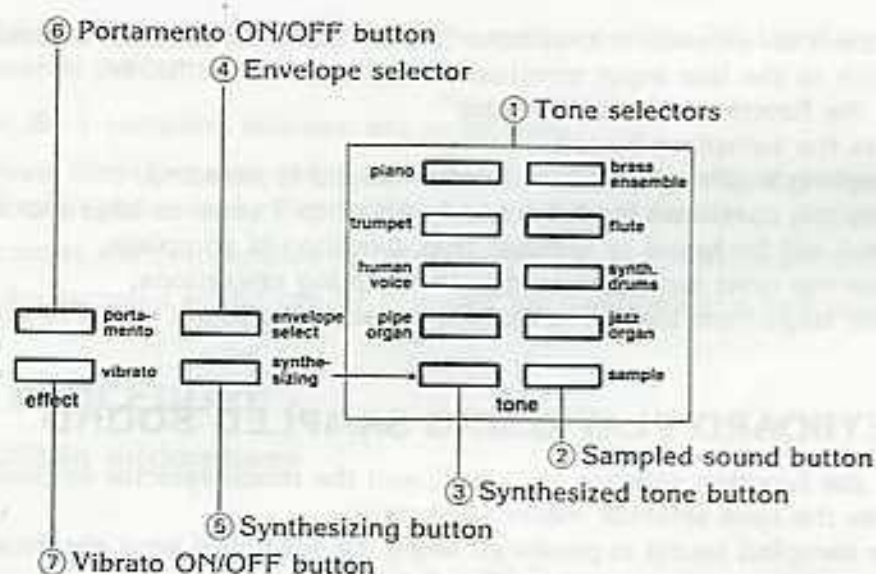 ⑥ Portamento ON/OFF button
④ Envelope selector
① Tone selectors
piano
brass ensemble
trumpet
flute
human voice
synth. drums
porta-
mento
envelope
select
pipe organ
jazz organ
vibrato
synthe-
sizing
sample
effect
tone
② Sampled sound button
③ Synthesized tone button
⑤ Synthesizing button
⑦ Vibrato ON/OFF button